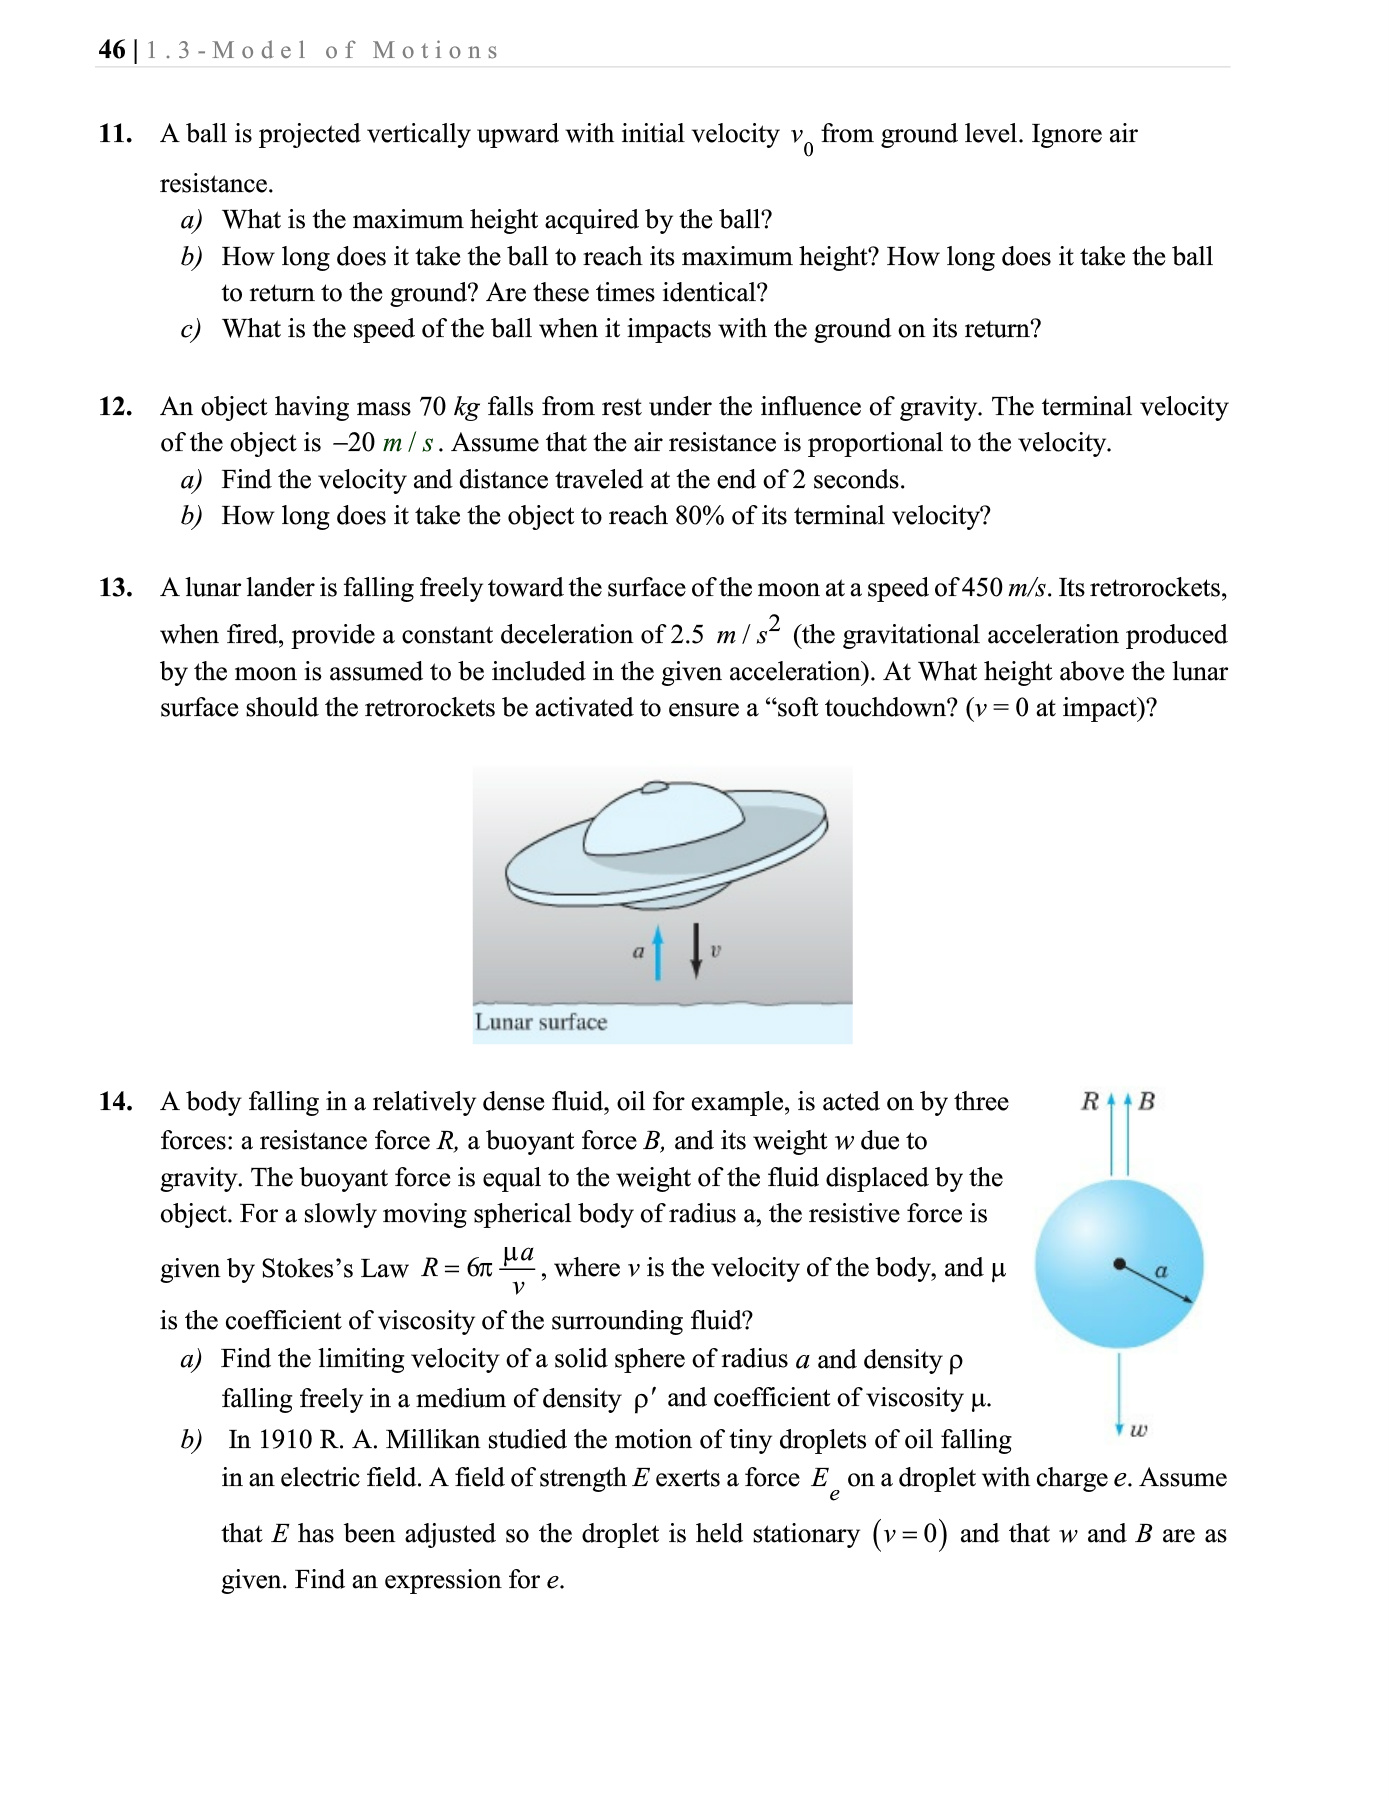 46 | 1.3 - Model of Motions
11. A ball is projected vertically upward with initial velocity v₀ from ground level. Ignore air
resistance.
a) What is the maximum height acquired by the ball?
b) How long does it take the ball to reach its maximum height? How long does it take the ball
to return to the ground? Are these times identical?
c) What is the speed of the ball when it impacts with the ground on its return?
12. An object having mass 70 kg falls from rest under the influence of gravity. The terminal velocity
of the object is −20 m / s. Assume that the air resistance is proportional to the velocity.
a) Find the velocity and distance traveled at the end of 2 seconds.
b) How long does it take the object to reach 80% of its terminal velocity?
13. A lunar lander is falling freely toward the surface of the moon at a speed of 450 m/s. Its retrorockets,
when fired, provide a constant deceleration of 2.5 m / s² (the gravitational acceleration produced
by the moon is assumed to be included in the given acceleration). At What height above the lunar
surface should the retrorockets be activated to ensure a “soft touchdown? (v = 0 at impact)?
a v
Lunar surface
14. A body falling in a relatively dense fluid, oil for example, is acted on by three
forces: a resistance force R, a buoyant force B, and its weight w due to
gravity. The buoyant force is equal to the weight of the fluid displaced by the
object. For a slowly moving spherical body of radius a, the resistive force is
given by Stokes’s Law R = 6π μa/v, where v is the velocity of the body, and μ
is the coefficient of viscosity of the surrounding fluid?
a) Find the limiting velocity of a solid sphere of radius a and density ρ
falling freely in a medium of density ρ′ and coefficient of viscosity μ.
b) In 1910 R. A. Millikan studied the motion of tiny droplets of oil falling
in an electric field. A field of strength E exerts a force Eₑ on a droplet with charge e. Assume
that E has been adjusted so the droplet is held stationary (v = 0) and that w and B are as
given. Find an expression for e.
R B
a
w